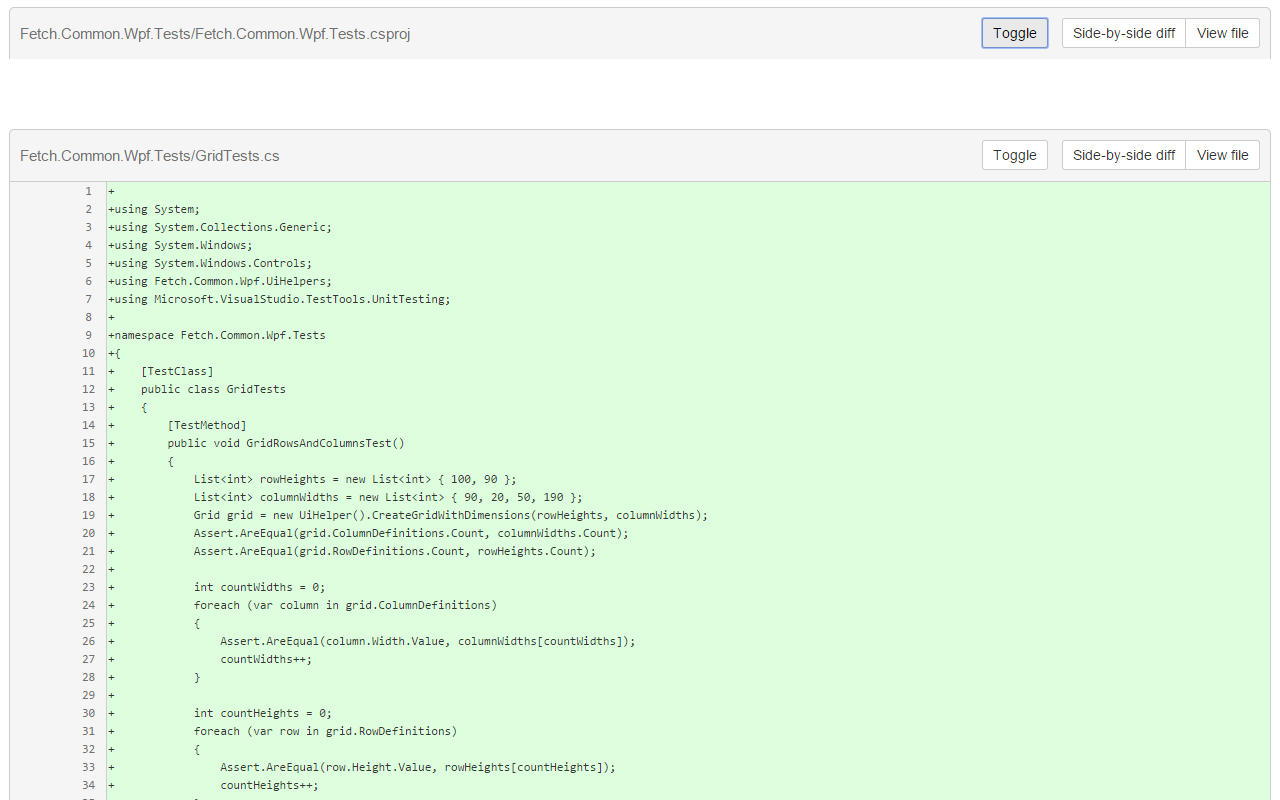 Fetch.Common.Wpf.Tests/Fetch.Common.Wpf.Tests.csproj Toggle Side-by-side diff View file
Fetch.Common.Wpf.Tests/GridTests.cs Toggle Side-by-side diff View file
1 +
2 +using System;
3 +using System.Collections.Generic;
4 +using System.Windows;
5 +using System.Windows.Controls;
6 +using Fetch.Common.Wpf.UiHelpers;
7 +using Microsoft.VisualStudio.TestTools.UnitTesting;
8 +
9 +namespace Fetch.Common.Wpf.Tests
10 +{
11 +    [TestClass]
12 +    public class GridTests
13 +    {
14 +        [TestMethod]
15 +        public void GridRowsAndColumnsTest()
16 +        {
17 +            List<int> rowHeights = new List<int> { 100, 90 };
18 +            List<int> columnWidths = new List<int> { 90, 20, 50, 190 };
19 +            Grid grid = new UiHelper().CreateGridWithDimensions(rowHeights, columnWidths);
20 +            Assert.AreEqual(grid.ColumnDefinitions.Count, columnWidths.Count);
21 +            Assert.AreEqual(grid.RowDefinitions.Count, rowHeights.Count);
22 +
23 +            int countWidths = 0;
24 +            foreach (var column in grid.ColumnDefinitions)
25 +            {
26 +                Assert.AreEqual(column.Width.Value, columnWidths[countWidths]);
27 +                countWidths++;
28 +            }
29 +
30 +            int countHeights = 0;
31 +            foreach (var row in grid.RowDefinitions)
32 +            {
33 +                Assert.AreEqual(row.Height.Value, rowHeights[countHeights]);
34 +                countHeights++;